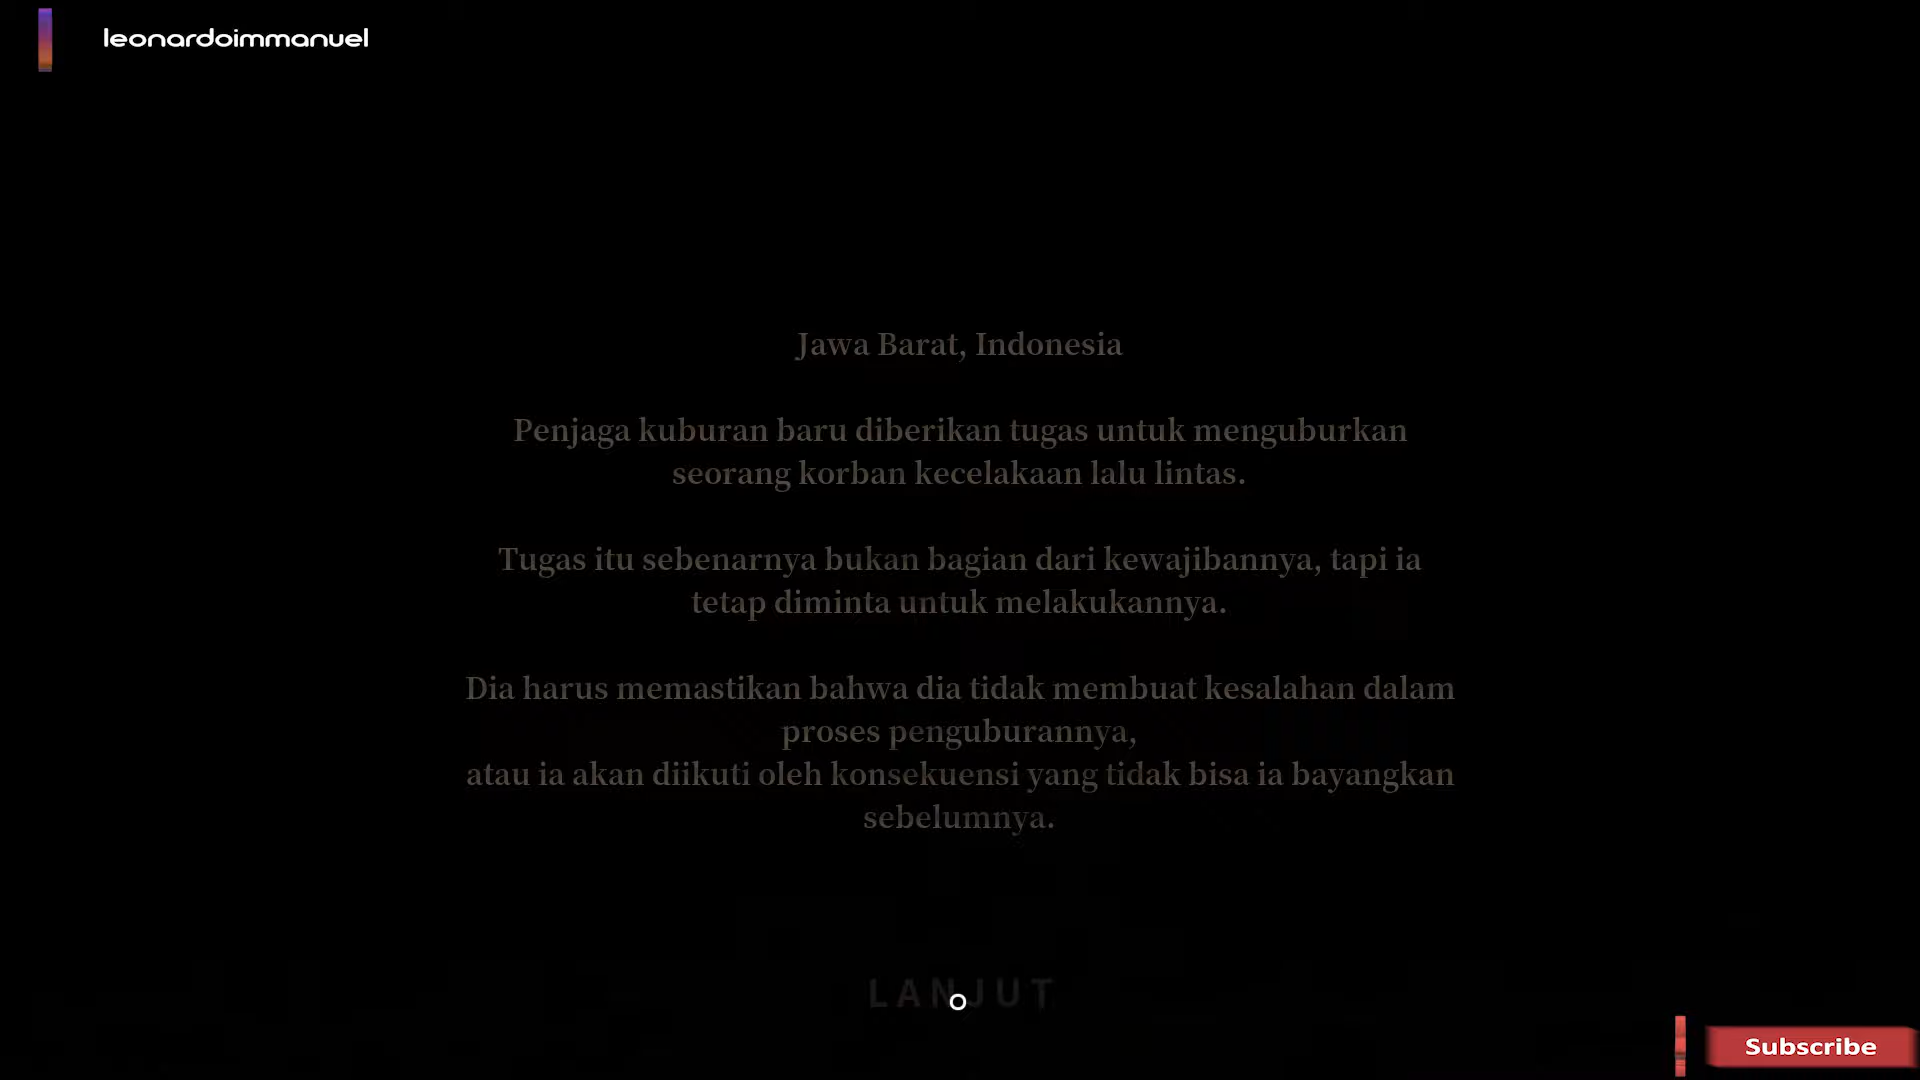 leonardoimmanuel
Jawa Barat, Indonesia
Penjaga kuburan baru diberikan tugas untuk menguburkan
seorang korban kecelakaan lalu lintas.
Tugas itu sebenarnya bukan bagian dari kewajibannya, tapi ia
tetap diminta untuk melakukannya.
Dia harus memastikan bahwa dia tidak membuat kesalahan dalam
proses penguburannya,
atau ia akan diikuti oleh konsekuensi yang tidak bisa ia bayangkan
sebelumnya.
LANJUT
Subscribe